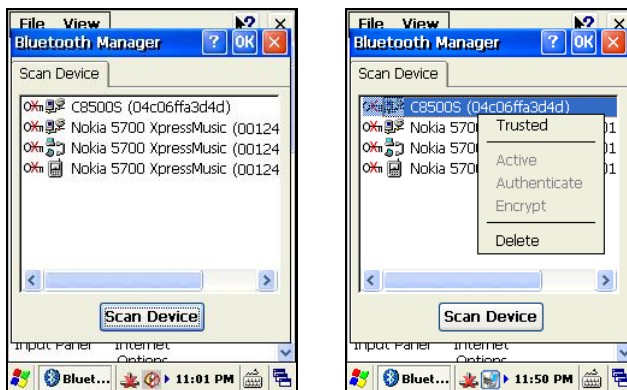 File View
Bluetooth Manager ? OK ×
Scan Device
C8500S (04c06ffa3d4d)
Nokia 5700 XpressMusic (00124
Nokia 5700 XpressMusic (00124
Nokia 5700 XpressMusic (00124
Scan Device
Input Panel Internet
Options
Bluet... 11:01 PM
File View
Bluetooth Manager ? OK ×
Scan Device
C8500S (04c06ffa3d4d)
Nokia 570
Nokia 570
Nokia 570
Trusted
Active
Authenticate
Encrypt
Delete
Scan Device
Input Panel Internet
Options
Bluet... 11:50 PM